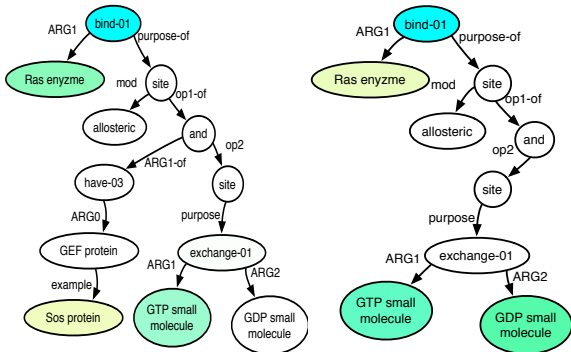 bind-01
ARG1
purpose-of
Ras enyzme
site
mod
op1-of
allosteric
and
ARG1-of
op2
have-03
site
ARG0
purpose
GEF protein
exchange-01
example
ARG1
ARG2
Sos protein
GTP small
molecule
GDP small
molecule
bind-01
ARG1
purpose-of
Ras enyzme
mod
site
op1-of
allosteric
and
op2
site
purpose
exchange-01
ARG1
ARG2
GTP small
molecule
GDP small
molecule